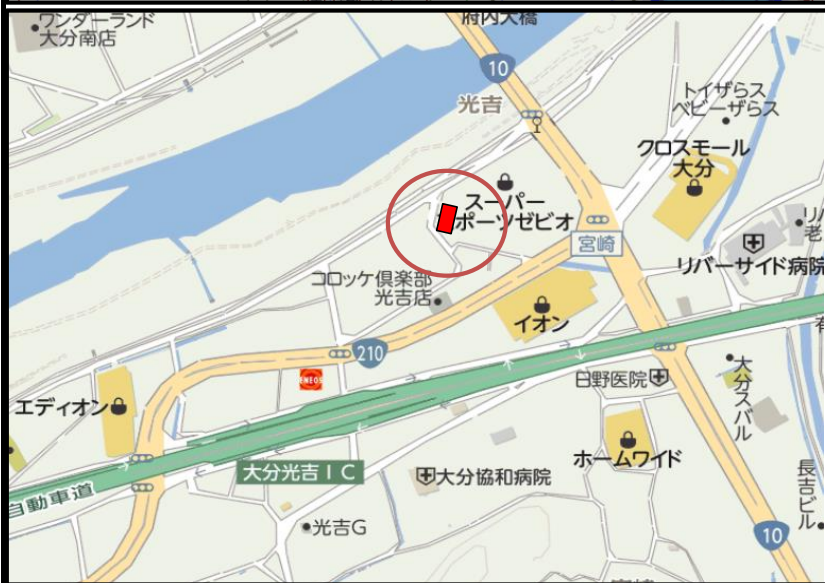 ワンダーランド
大分南店
府内大橋
10
光吉
トイザらス
ベビーザらス
クロスモール
大分
スーパー
ポーツゼビオ
宮崎
リバーサイド病院
コロッケ倶楽部
光吉店
イオン
210
ENEOS
エディオン
日野医院
大分スバル
ホームワイド
大分光吉IC
大分協和病院
自動車道
光吉G
長吉ビル
10